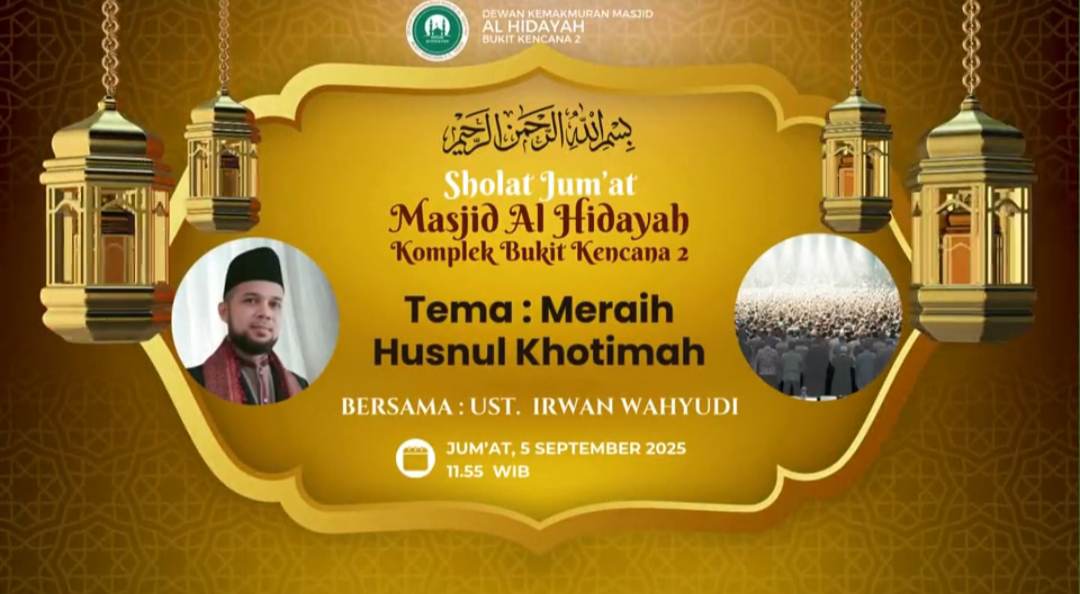 DEWAN KEMAKMURAN MASJID
AL HIDAYAH
BUKIT KENCANA 2
بسم الله الرحمن الرحيم
Sholat Jum'at
Masjid Al Hidayah
Komplek Bukit Kencana 2
Tema : Meraih
Husnul Khotimah
BERSAMA : UST. IRWAN WAHYUDI
JUM'AT, 5 SEPTEMBER 2025
11.55 WIB